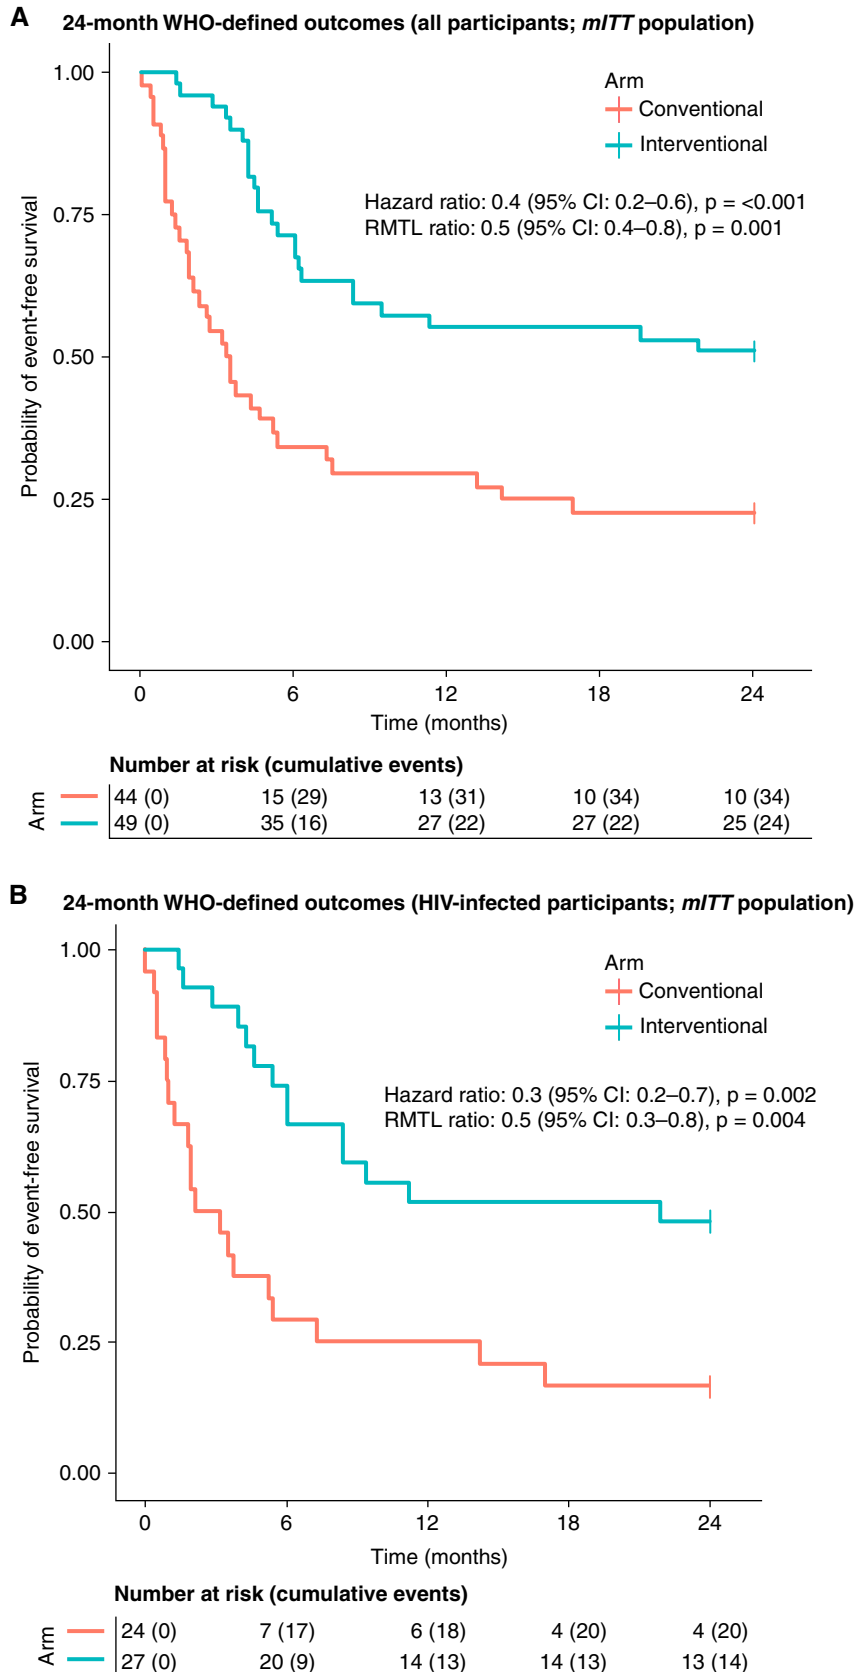 A
24-month WHO-defined outcomes (all participants; mITT population)
Probability of event-free survival
1.00
0.75
0.50
0.25
0.00
Arm
Conventional
Interventional
Hazard ratio: 0.4 (95% CI: 0.2–0.6), p = <0.001
RMTL ratio: 0.5 (95% CI: 0.4–0.8), p = 0.001
0 6 12 18 24
Time (months)
Number at risk (cumulative events)
Arm
44 (0) 15 (29) 13 (31) 10 (34) 10 (34)
49 (0) 35 (16) 27 (22) 27 (22) 25 (24)
B
24-month WHO-defined outcomes (HIV-infected participants; mITT population)
Probability of event-free survival
1.00
0.75
0.50
0.25
0.00
Arm
Conventional
Interventional
Hazard ratio: 0.3 (95% CI: 0.2–0.7), p = 0.002
RMTL ratio: 0.5 (95% CI: 0.3–0.8), p = 0.004
0 6 12 18 24
Time (months)
Number at risk (cumulative events)
Arm
24 (0) 7 (17) 6 (18) 4 (20) 4 (20)
27 (0) 20 (9) 14 (13) 14 (13) 13 (14)